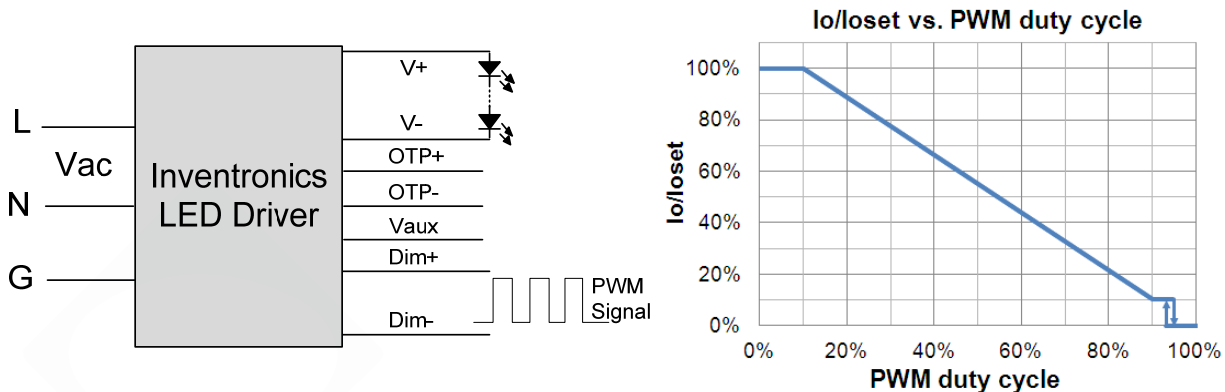 L
Vac
N
G
Inventronics
LED Driver
V+
V-
OTP+
OTP-
Vaux
Dim+
Dim-
PWM
Signal
Io/Ioset vs. PWM duty cycle
Io/Ioset
100%
80%
60%
40%
20%
0%
0%
20%
40%
60%
80%
100%
PWM duty cycle